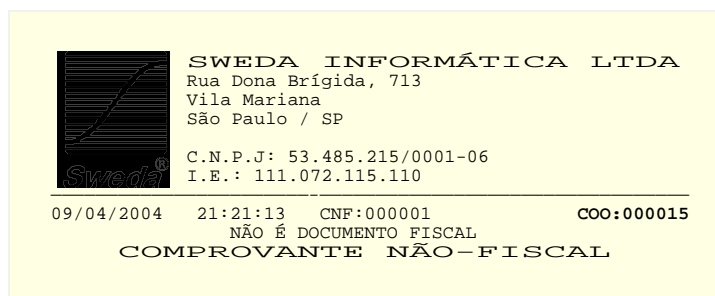 SWEDA INFORMÁTICA LTDA
Rua Dona Brígida, 713
Vila Mariana
São Paulo / SP
C.N.P.J: 53.485.215/0001-06
I.E.: 111.072.115.110
Sweda®
09/04/2004 21:21:13 CNF:000001 COO:000015
NÃO É DOCUMENTO FISCAL
COMPROVANTE NÃO-FISCAL